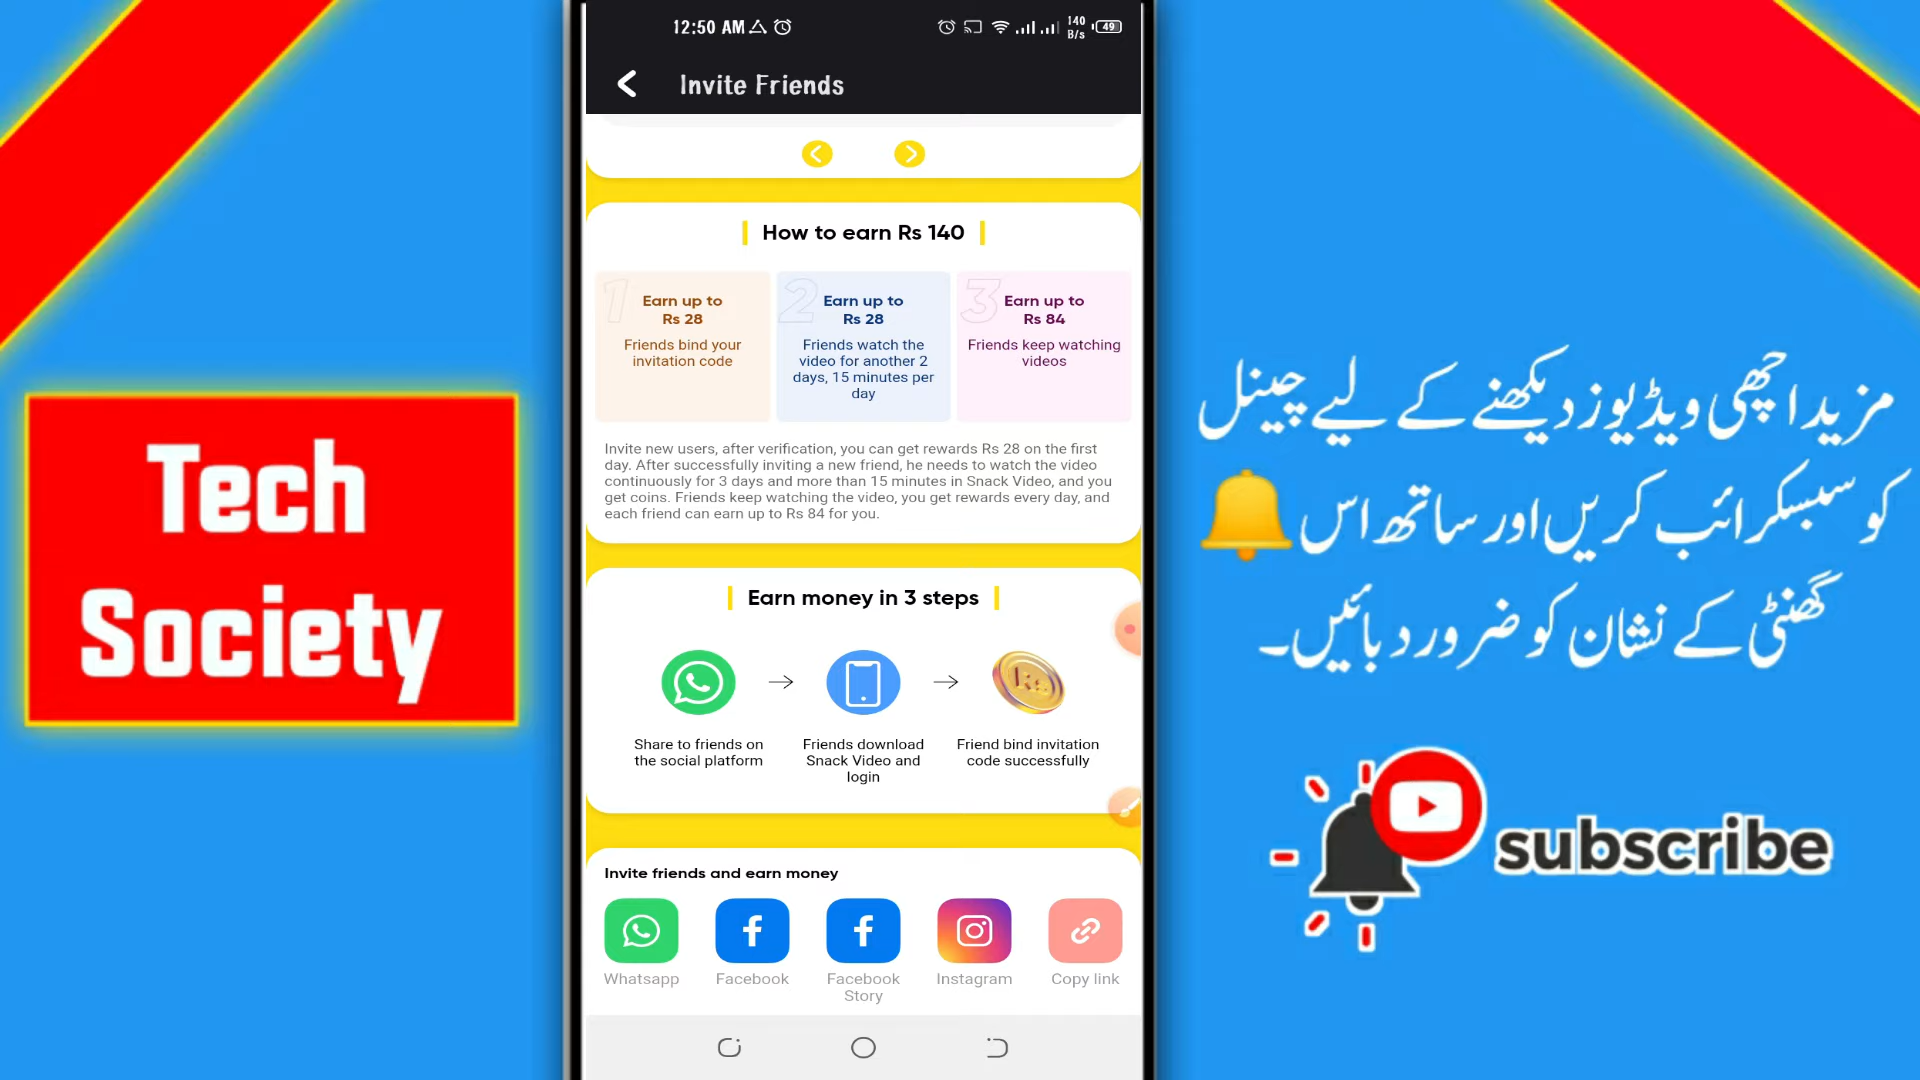 12:50 AM
140
B/s
49
Invite Friends
How to earn Rs 140
1
Earn up to
Rs 28
Friends bind your
invitation code
2
Earn up to
Rs 28
Friends watch the
video for another 2
days, 15 minutes per
day
3
Earn up to
Rs 84
Friends keep watching
videos
Invite new users, after verification, you can get rewards Rs 28 on the first
day. After successfully inviting a new friend, he needs to watch the video
continuously for 3 days and more than 15 minutes in Snack Video, and you
get coins. Friends keep watching the video, you get rewards every day, and
each friend can earn up to Rs 84 for you.
Earn money in 3 steps
Rs.
Share to friends on
the social platform
Friends download
Snack Video and
login
Friend bind invitation
code successfully
Invite friends and earn money
Whatsapp
Facebook
Facebook
Story
Instagram
Copy link
Tech
Society
مزید اچھی ویڈیوز دیکھنے کے لیے چینل
کو سبسکرائب کریں اور ساتھ اس
گھنٹی کے نشان کو ضرور دبائیں۔
subscribe